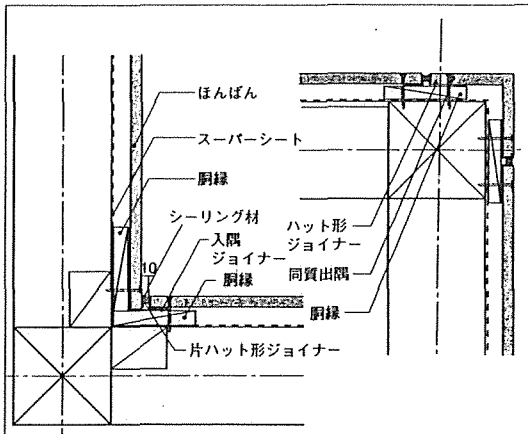 ほんばん
スーパーシート
胴縁
シーリング材
入隅
ジョイナー
10
胴縁
片ハット形ジョイナー
ハット形
ジョイナー
同質出隅
胴縁